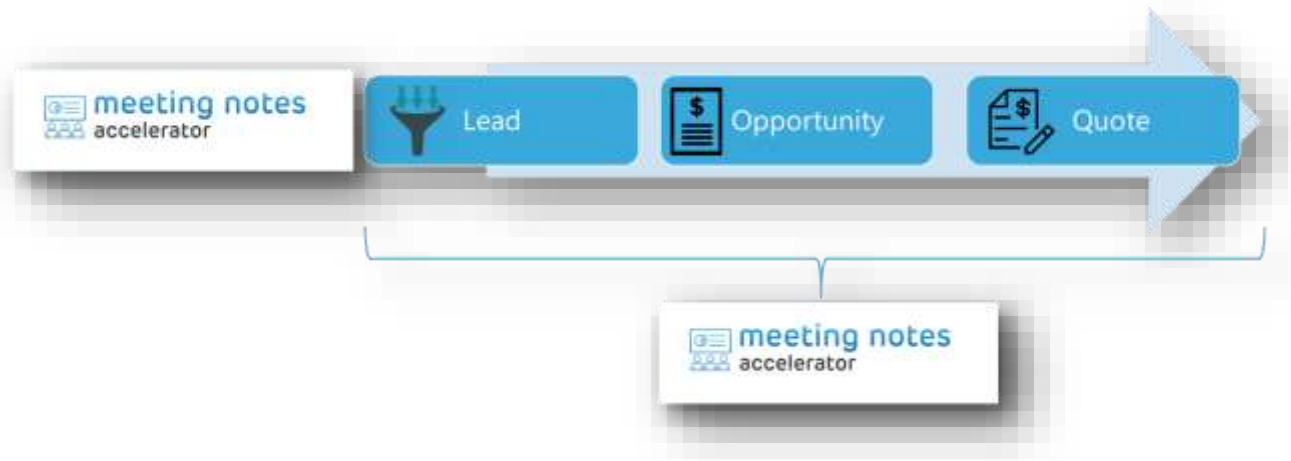 meeting notes
accelerator
Lead
Opportunity
Quote
meeting notes
accelerator